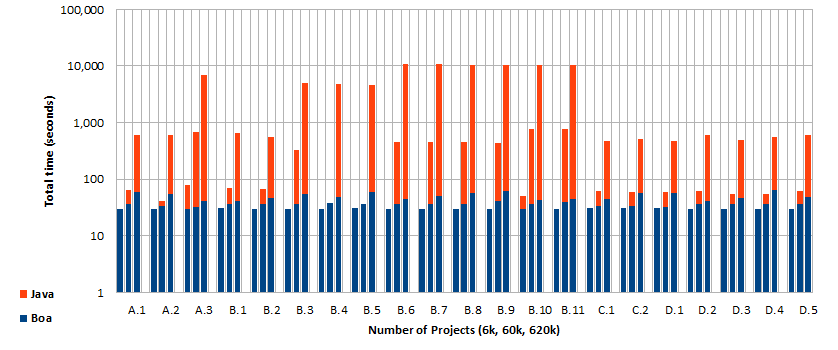 100,000
10,000
1,000
100
10
1
Total time (seconds)
A.1 A.2 A.3 B.1 B.2 B.3 B.4 B.5 B.6 B.7 B.8 B.9 B.10 B.11 C.1 C.2 D.1 D.2 D.3 D.4 D.5
Number of Projects (6k, 60k, 620k)
Java
Boa